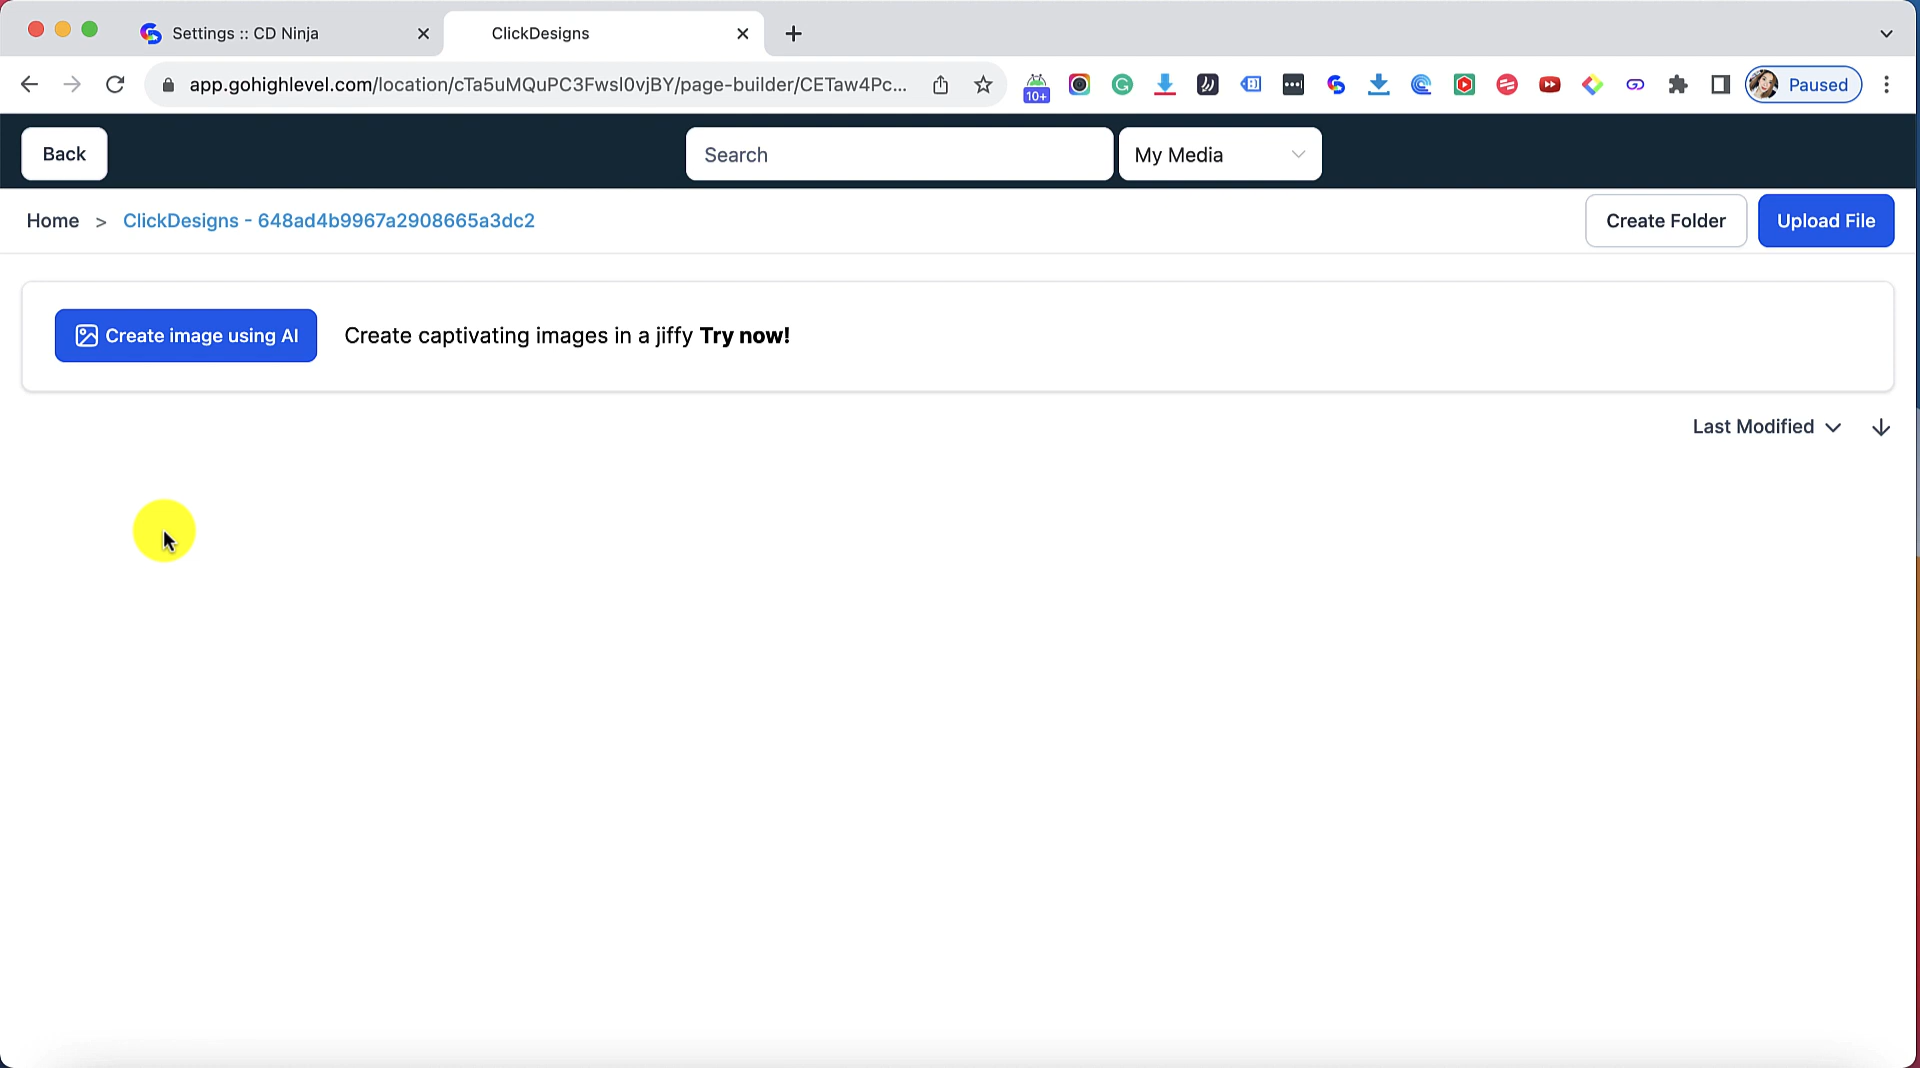 Settings :: CD Ninja
ClickDesigns
app.gohighlevel.com/location/cTa5uMQuPC3Fwsl0vjBY/page-builder/CETaw4Pc...
10+
Paused
Back
Search
My Media
Home > ClickDesigns - 648ad4b9967a2908665a3dc2
Create Folder
Upload File
Create image using AI
Create captivating images in a jiffy Try now!
Last Modified